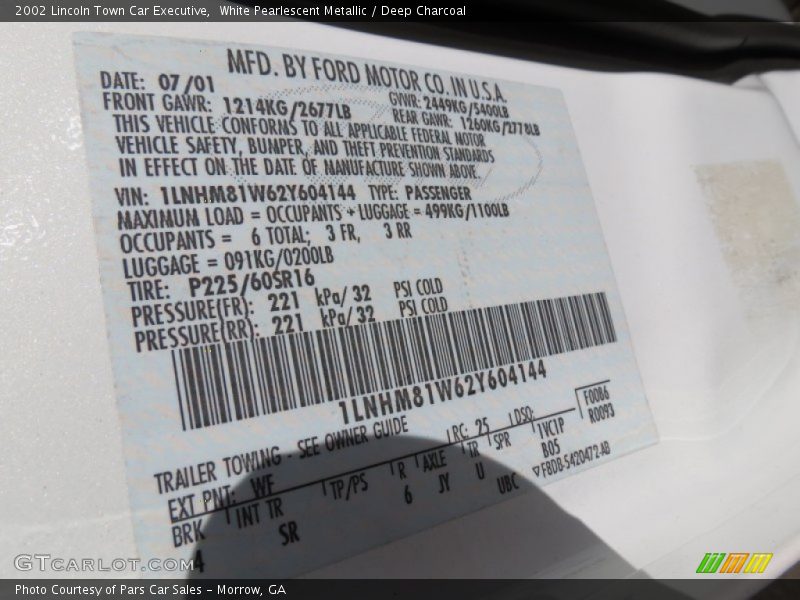 2002 Lincoln Town Car Executive, White Pearlescent Metallic / Deep Charcoal
MFD. BY FORD MOTOR CO. IN U.S.A.
DATE: 07/01 GVWR: 2449KG/5400LB
FRONT GAWR: 1214KG/2677LB REAR GAWR: 1260KG/2778LB
THIS VEHICLE CONFORMS TO ALL APPLICABLE FEDERAL MOTOR
VEHICLE SAFETY, BUMPER, AND THEFT PREVENTION STANDARDS
IN EFFECT ON THE DATE OF MANUFACTURE SHOWN ABOVE.
VIN: 1LNHM81W62Y604144 TYPE: PASSENGER
MAXIMUM LOAD = OCCUPANTS + LUGGAGE = 499KG/1100LB
OCCUPANTS = 6 TOTAL; 3 FR, 3 RR
LUGGAGE = 091KG/0200LB
TIRE: P225/60SR16
PRESSURE(FR): 221 kPa/ 32 PSI COLD
PRESSURE(RR): 221 kPa/ 32 PSI COLD
1LNHM81W62Y604144
TRAILER TOWING - SEE OWNER GUIDE LRC: 25 LDSO: F0086
EXT PNT: WF R0093
BRK INT TR TP/PS R AXLE TR SPR 1VC1P
4 SR 6 JY U UBC B05
▽F8DB-5420472-AB
GTCARLOT.COM
Photo Courtesy of Pars Car Sales - Morrow, GA